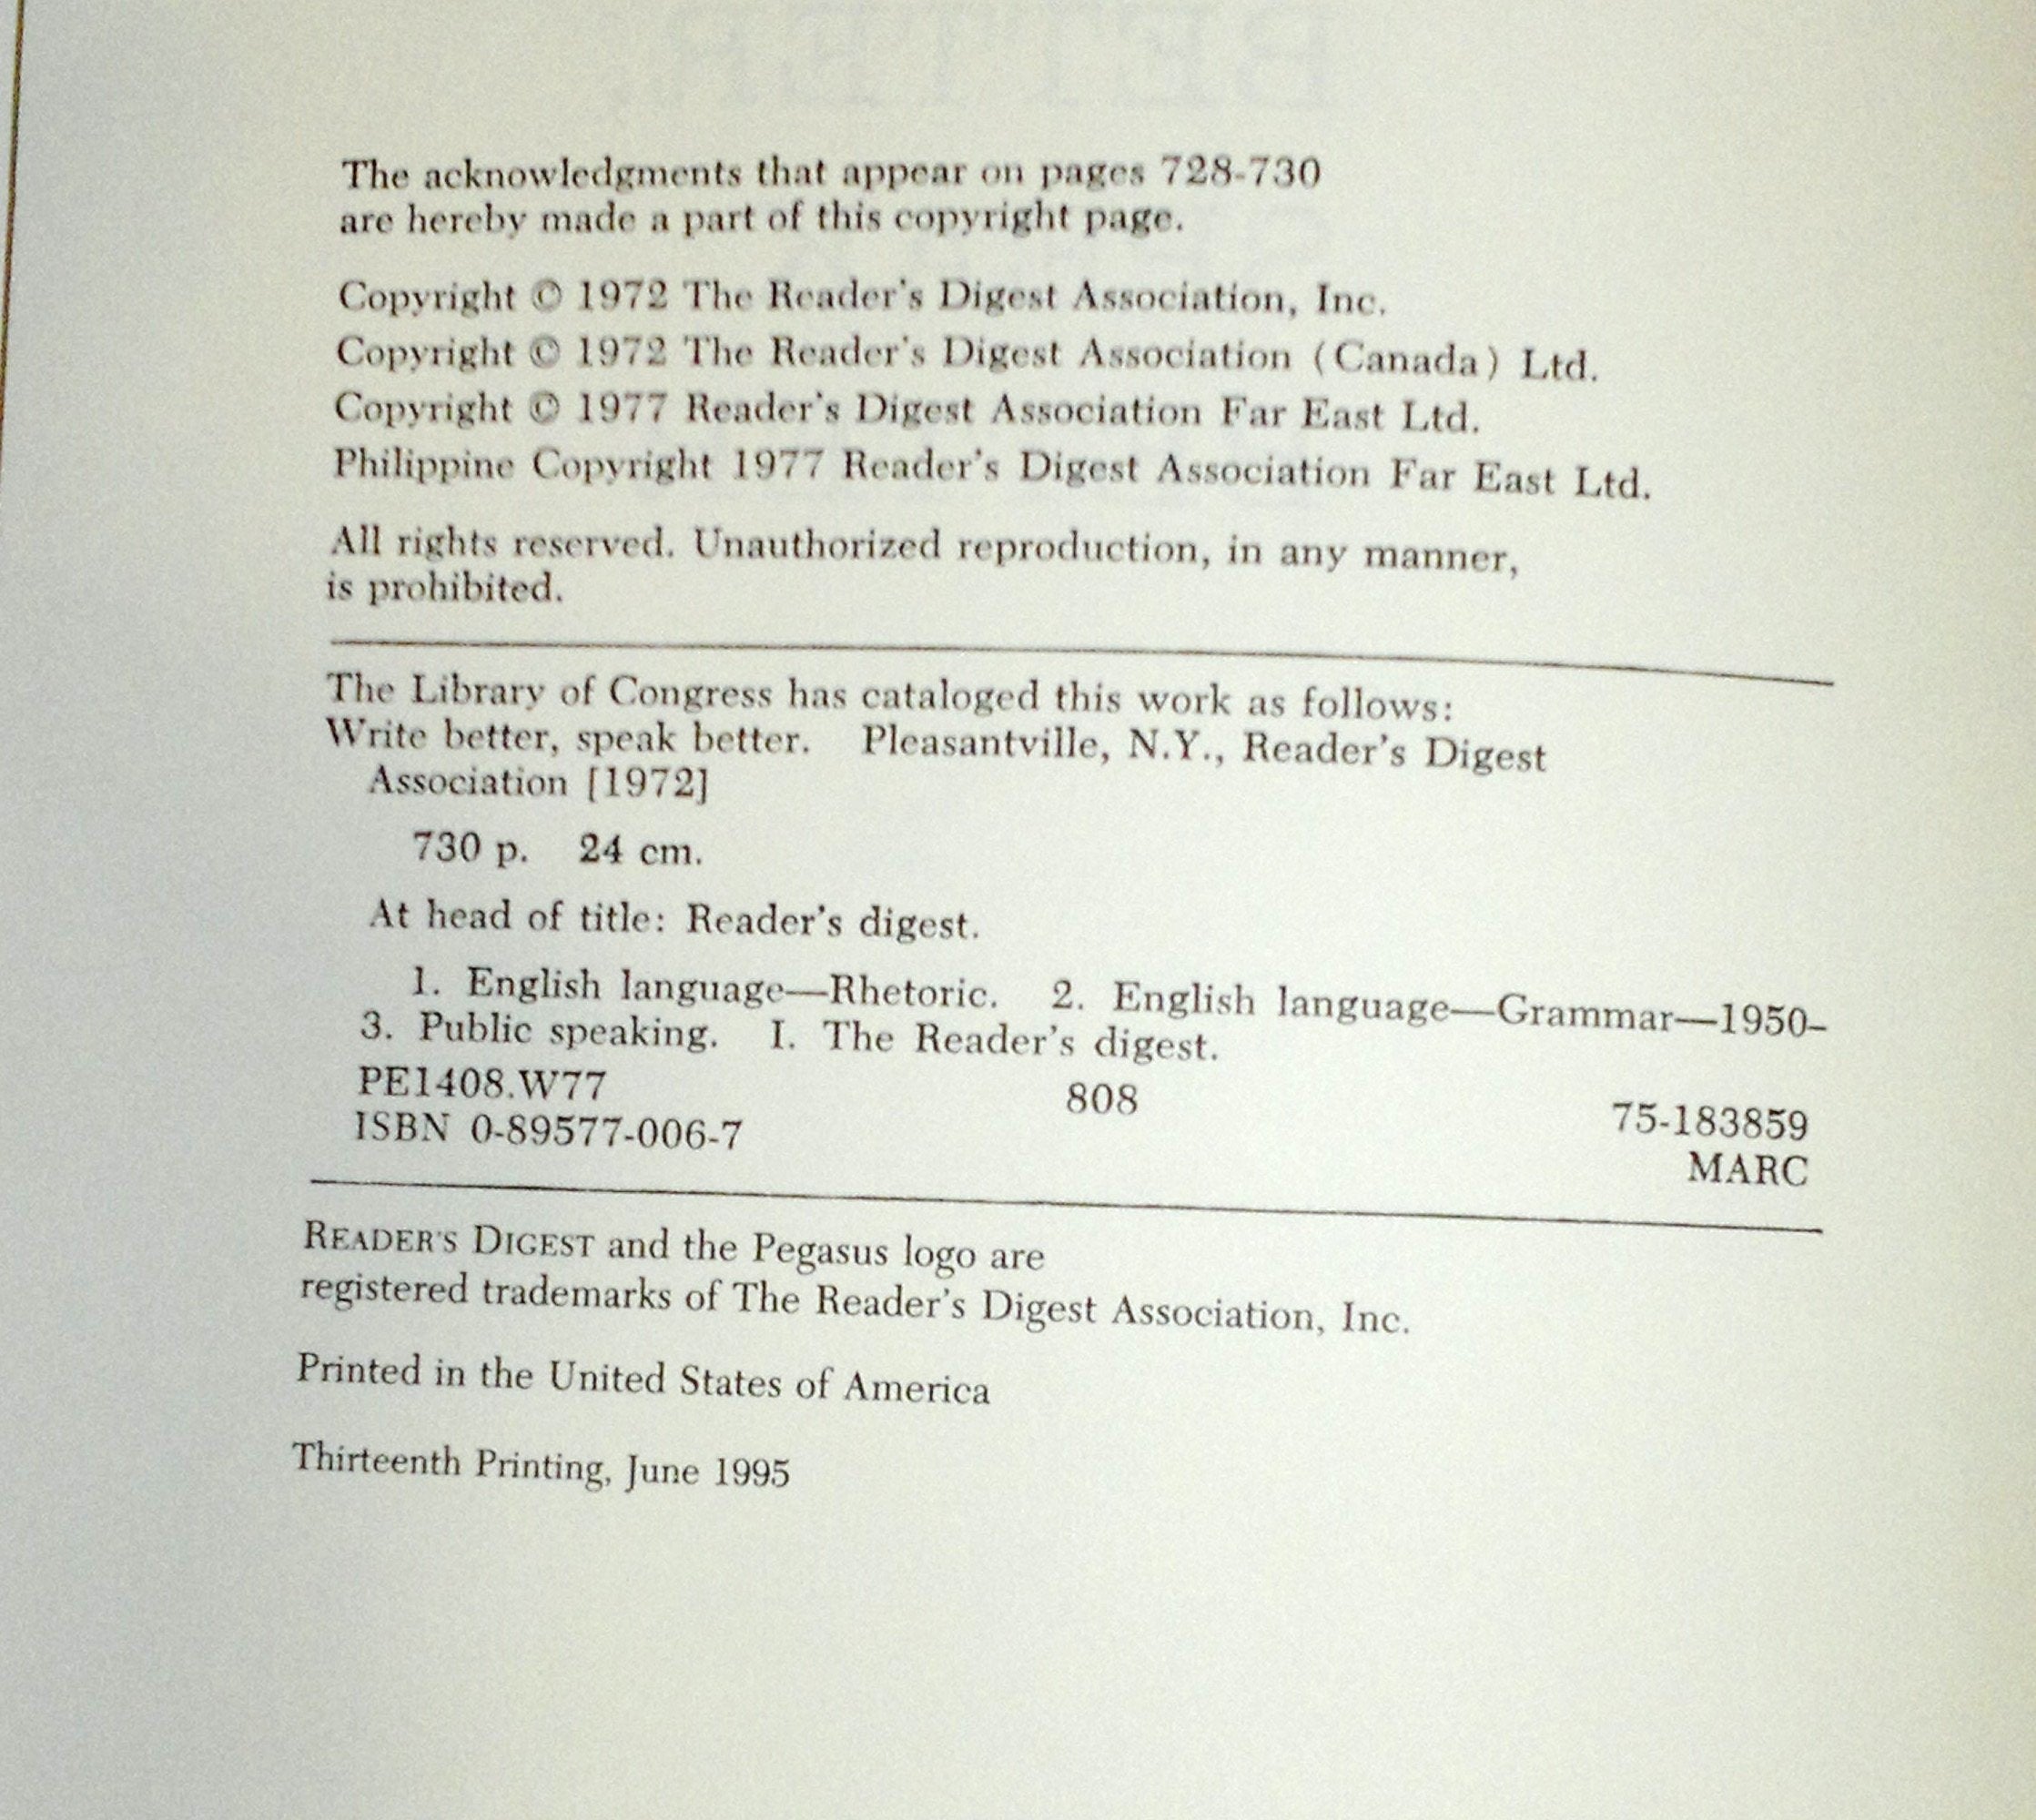 The acknowledgments that appear on pages 728-730
are hereby made a part of this copyright page.
Copyright © 1972 The Reader's Digest Association, Inc.
Copyright © 1972 The Reader's Digest Association (Canada) Ltd.
Copyright © 1977 Reader's Digest Association Far East Ltd.
Philippine Copyright 1977 Reader's Digest Association Far East Ltd.
All rights reserved. Unauthorized reproduction, in any manner,
is prohibited.
The Library of Congress has cataloged this work as follows:
Write better, speak better. Pleasantville, N.Y., Reader's Digest
Association [1972]
730 p. 24 cm.
At head of title: Reader's digest.
1. English language—Rhetoric. 2. English language—Grammar—1950–
3. Public speaking. I. The Reader's digest.
PE1408.W77 808 75-183859
ISBN 0-89577-006-7 MARC
READER'S DIGEST and the Pegasus logo are
registered trademarks of The Reader's Digest Association, Inc.
Printed in the United States of America
Thirteenth Printing, June 1995